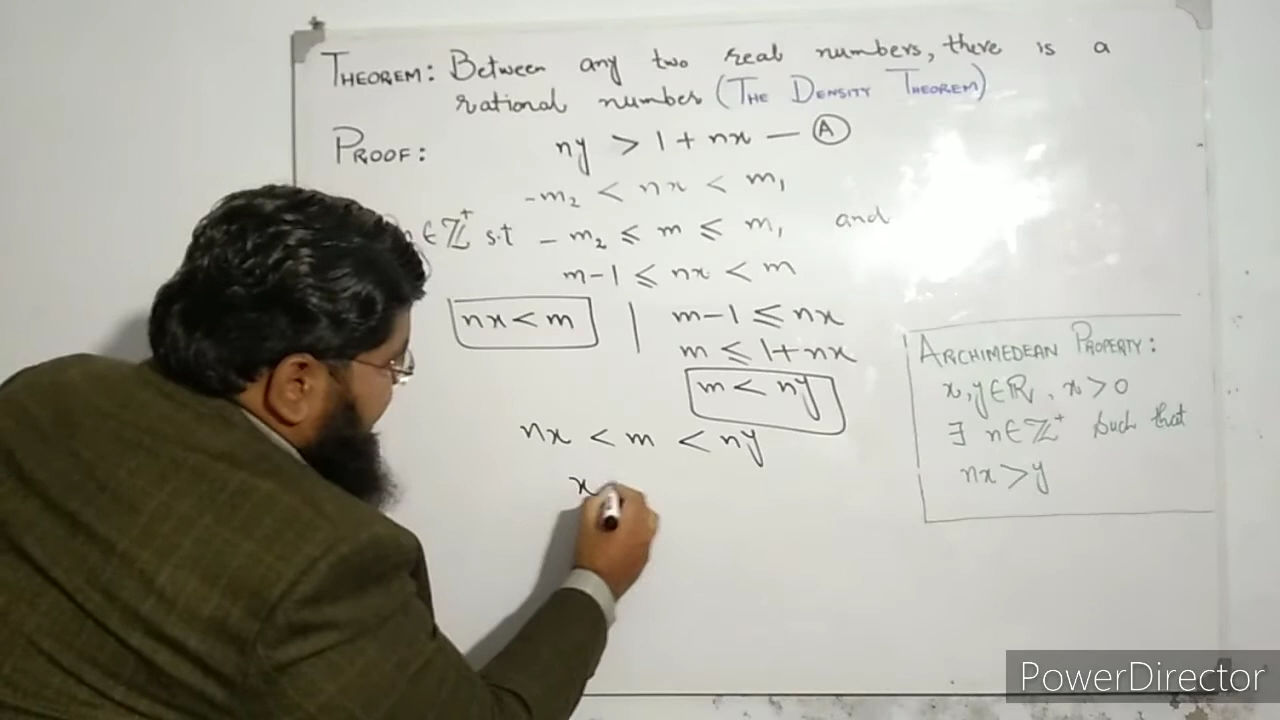 THEOREM: Between any two real numbers, there is a
rational number (THE DENSITY THEOREM)
PROOF: ny > 1 + nx — Ⓐ
-m₂ < nx < m₁
∈ ℤ⁺ s.t - m₂ ≤ m ≤ m₁ and
m-1 ≤ nx < m
nx < m | m-1 ≤ nx
m ≤ 1+nx
m < ny
nx < m < ny
x
ARCHIMEDEAN PROPERTY:
x,y∈ℝ, x>0
∃ n∈ℤ⁺ such that
nx > y
PowerDirector